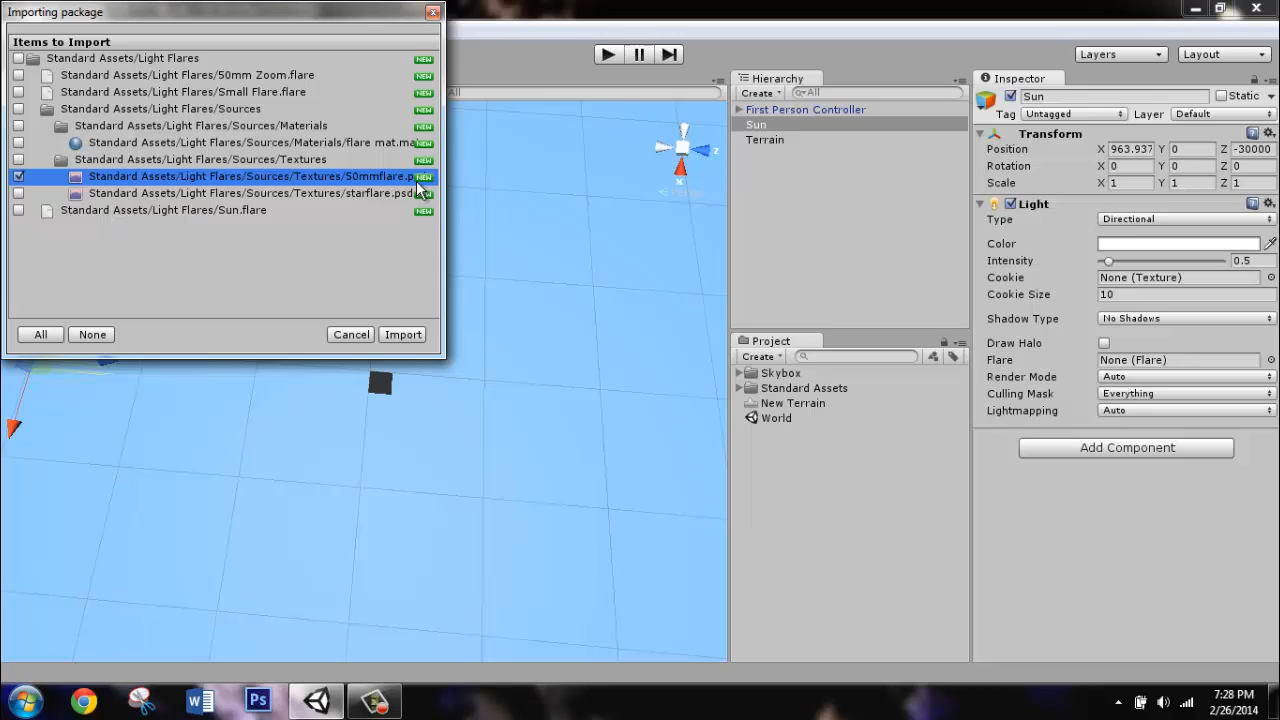 Importing package
Items to Import
Standard Assets/Light Flares NEW
Standard Assets/Light Flares/50mm Zoom.flare NEW
Standard Assets/Light Flares/Small Flare.flare NEW
Standard Assets/Light Flares/Sources NEW
Standard Assets/Light Flares/Sources/Materials NEW
Standard Assets/Light Flares/Sources/Materials/flare mat.ma NEW
Standard Assets/Light Flares/Sources/Textures NEW
Standard Assets/Light Flares/Sources/Textures/50mmflare.p NEW
Standard Assets/Light Flares/Sources/Textures/starflare.psd
Standard Assets/Light Flares/Sun.flare NEW
All None Cancel Import
All
x
z
Layers Layout
Hierarchy
Create All
First Person Controller
Sun
Terrain
Project
Create
Skybox
Standard Assets
New Terrain
World
Inspector
Sun Static
Tag Untagged Layer Default
Transform
Position X 963.937 Y 0 Z -30000
Rotation X 0 Y 0 Z 0
Scale X 1 Y 1 Z 1
Light
Type Directional
Color
Intensity 0.5
Cookie None (Texture)
Cookie Size 10
Shadow Type No Shadows
Draw Halo
Flare None (Flare)
Render Mode Auto
Culling Mask Everything
Lightmapping Auto
Add Component
W
Ps
7:28 PM
2/26/2014